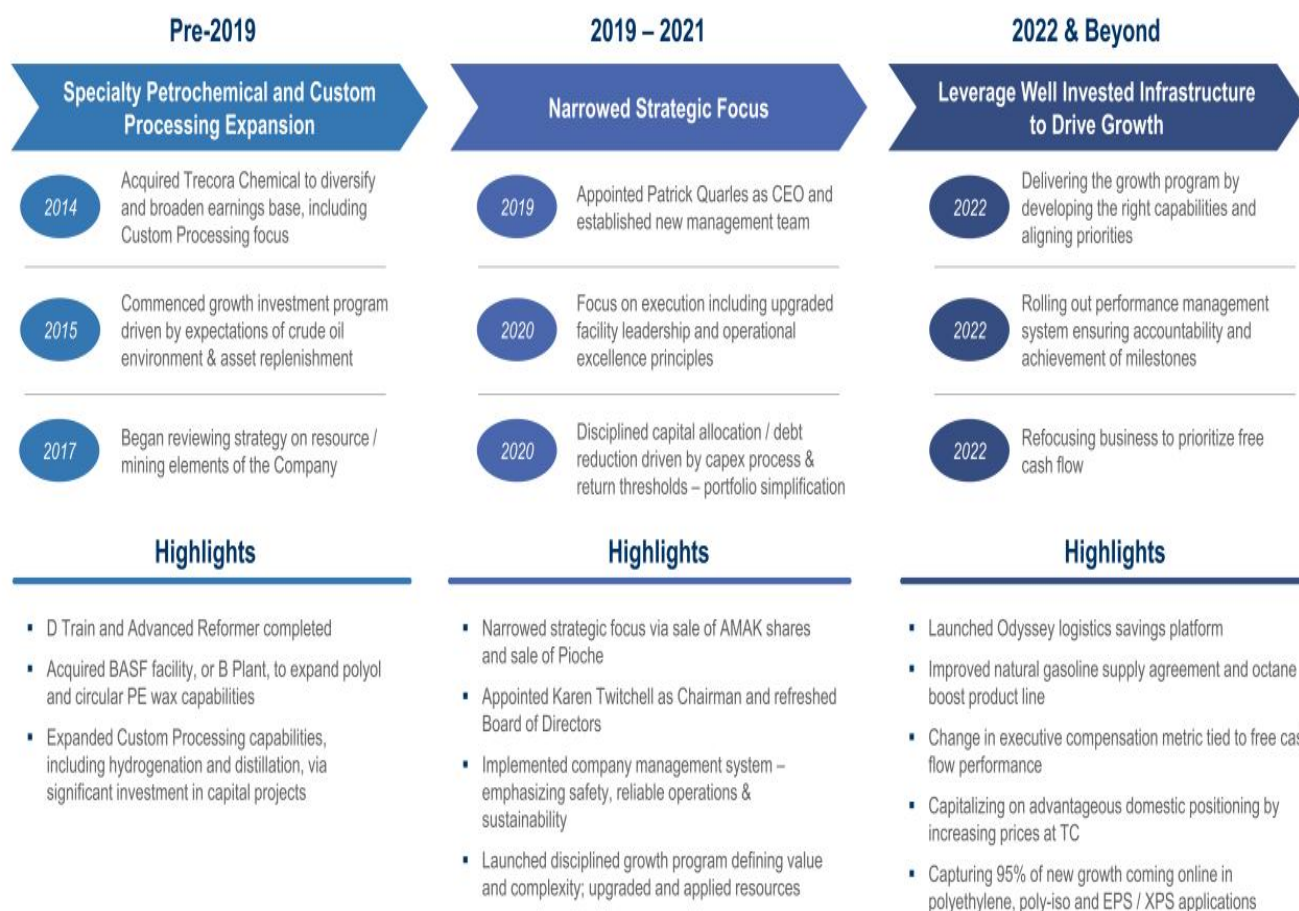 Pre-2019
Specialty Petrochemical and Custom
Processing Expansion
2014
Acquired Trecora Chemical to diversify
and broaden earnings base, including
Custom Processing focus
2015
Commenced growth investment program
driven by expectations of crude oil
environment & asset replenishment
2017
Began reviewing strategy on resource /
mining elements of the Company
Highlights
▪ D Train and Advanced Reformer completed
▪ Acquired BASF facility, or B Plant, to expand polyol
and circular PE wax capabilities
▪ Expanded Custom Processing capabilities,
including hydrogenation and distillation, via
significant investment in capital projects
2019 – 2021
Narrowed Strategic Focus
2019
Appointed Patrick Quarles as CEO and
established new management team
2020
Focus on execution including upgraded
facility leadership and operational
excellence principles
2020
Disciplined capital allocation / debt
reduction driven by capex process &
return thresholds – portfolio simplification
Highlights
▪ Narrowed strategic focus via sale of AMAK shares
and sale of Pioche
▪ Appointed Karen Twitchell as Chairman and refreshed
Board of Directors
▪ Implemented company management system –
emphasizing safety, reliable operations &
sustainability
▪ Launched disciplined growth program defining value
and complexity; upgraded and applied resources
2022 & Beyond
Leverage Well Invested Infrastructure
to Drive Growth
2022
Delivering the growth program by
developing the right capabilities and
aligning priorities
2022
Rolling out performance management
system ensuring accountability and
achievement of milestones
2022
Refocusing business to prioritize free
cash flow
Highlights
▪ Launched Odyssey logistics savings platform
▪ Improved natural gasoline supply agreement and octane
boost product line
▪ Change in executive compensation metric tied to free
flow performance
▪ Capitalizing on advantageous domestic positioning by
increasing prices at TC
▪ Capturing 95% of new growth coming online in
polyethylene, poly-iso and EPS / XPS applications